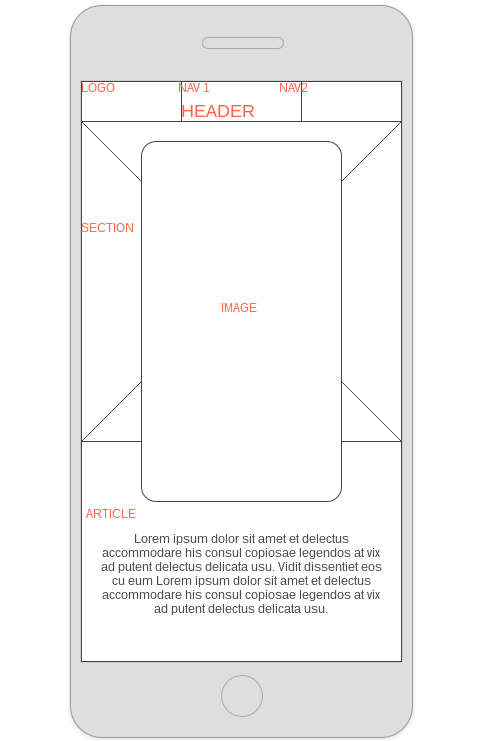 LOGO
NAV 1
NAV2
HEADER
SECTION
IMAGE
ARTICLE
Lorem ipsum dolor sit amet et delectus
accommodare his consul copiosae legendos at vix
ad putent delectus delicata usu. Vidit dissentiet eos
cu eum Lorem ipsum dolor sit amet et delectus
accommodare his consul copiosae legendos at vix
ad putent delectus delicata usu.